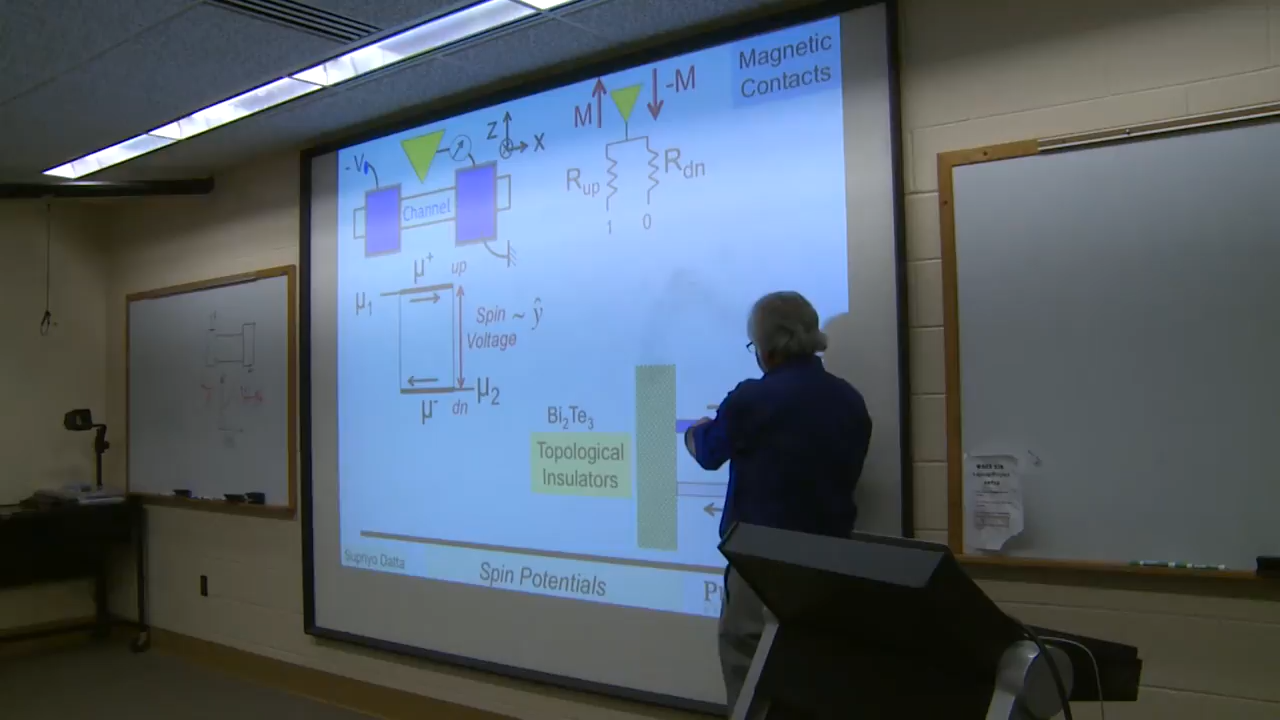 Magnetic
Contacts
M
-M
Z
X
- V
Channel
R_up
R_dn
1
0
μ⁺
up
μ₁
Spin
Voltage
~ ŷ
μ₂
μ⁻
dn
Bi₂Te₃
Topological
Insulators
Supriyo Datta
Spin Potentials